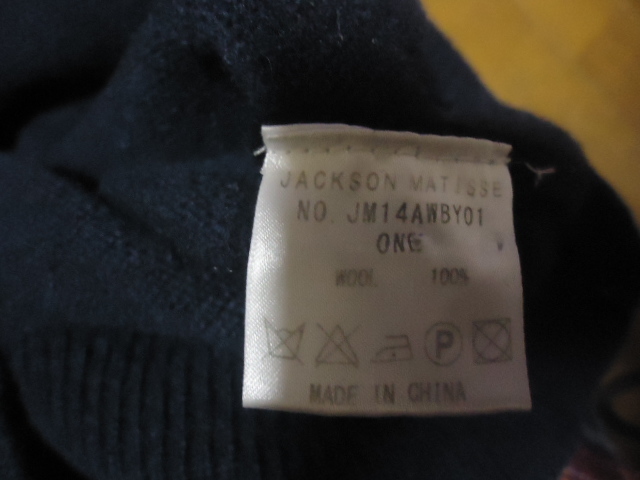 JACKSON MATISSE
NO. JM14AWBY01
ONE
WOOL 100%
P
MADE IN CHINA